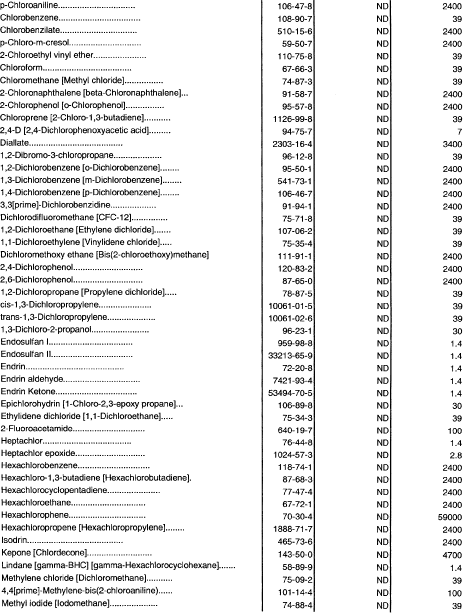 p-Chloroaniline.............................. 106-47-8 ND 2400
Chlorobenzene.............................. 108-90-7 ND 39
Chlorobenzilate.............................. 510-15-6 ND 2400
p-Chloro-m-cresol.............................. 59-50-7 ND 2400
2-Chloroethyl vinyl ether.................... 110-75-8 ND 39
Chloroform.............................. 67-66-3 ND 39
Chloromethane [Methyl chloride]............... 74-87-3 ND 39
2-Chloronaphthalene [beta-Chloronaphthalene]... 91-58-7 ND 2400
2-Chlorophenol [o-Chlorophenol]............... 95-57-8 ND 2400
Chloroprene [2-Chloro-1,3-butadiene].......... 1126-99-8 ND 39
2,4-D [2,4-Dichlorophenoxyacetic acid]........ 94-75-7 ND 7
Diallate.............................. 2303-16-4 ND 3400
1,2-Dibromo-3-chloropropane.................... 96-12-8 ND 39
1,2-Dichlorobenzene [o-Dichlorobenzene]....... 95-50-1 ND 2400
1,3-Dichlorobenzene [m-Dichlorobenzene]....... 541-73-1 ND 2400
1,4-Dichlorobenzene [p-Dichlorobenzene]....... 106-46-7 ND 2400
3,3[prime]-Dichlorobenzidine.................. 91-94-1 ND 2400
Dichlorodifluoromethane [CFC-12].............. 75-71-8 ND 39
1,2-Dichloroethane [Ethylene dichloride]....... 107-06-2 ND 39
1,1-Dichloroethylene [Vinylidene chloride]..... 75-35-4 ND 39
Dichloromethoxy ethane [Bis(2-chloroethoxy)methane] 111-91-1 ND 2400
2,4-Dichlorophenol.......................... 120-83-2 ND 2400
2,6-Dichlorophenol.......................... 87-65-0 ND 2400
1,2-Dichloropropane [Propylene dichloride]..... 78-87-5 ND 39
cis-1,3-Dichloropropylene.................... 10061-01-5 ND 39
trans-1,3-Dichloropropylene.................. 10061-02-6 ND 39
1,3-Dichloro-2-propanol...................... 96-23-1 ND 30
Endosulfan I.............................. 959-98-8 ND 1.4
Endosulfan II.............................. 33213-65-9 ND 1.4
Endrin.............................. 72-20-8 ND 1.4
Endrin aldehyde.............................. 7421-93-4 ND 1.4
Endrin Ketone.............................. 53494-70-5 ND 1.4
Epichlorohydrin [1-Chloro-2,3-epoxy propane]... 106-89-8 ND 30
Ethylidene dichloride [1,1-Dichloroethane]..... 75-34-3 ND 39
2-Fluoroacetamide.......................... 640-19-7 ND 100
Heptachlor.............................. 76-44-8 ND 1.4
Heptachlor epoxide.......................... 1024-57-3 ND 2.8
Hexachlorobenzene.......................... 118-74-1 ND 2400
Hexachloro-1,3-butadiene [Hexachlorobutadiene]. 87-68-3 ND 2400
Hexachlorocyclopentadiene.................... 77-47-4 ND 2400
Hexachloroethane.......................... 67-72-1 ND 2400
Hexachlorophene.......................... 70-30-4 ND 59000
Hexachloropropene [Hexachloropropylene]....... 1888-71-7 ND 2400
Isodrin.............................. 465-73-6 ND 2400
Kepone [Chlordecone]........................ 143-50-0 ND 4700
Lindane [gamma-BHC] [gamma-Hexachlorocyclohexane]...... 58-89-9 ND 1.4
Methylene chloride [Dichloromethane].......... 75-09-2 ND 39
4,4[prime]-Methylene-bis(2-chloroaniline)..... 101-14-4 ND 100
Methyl iodide [Iodomethane].................. 74-88-4 ND 39